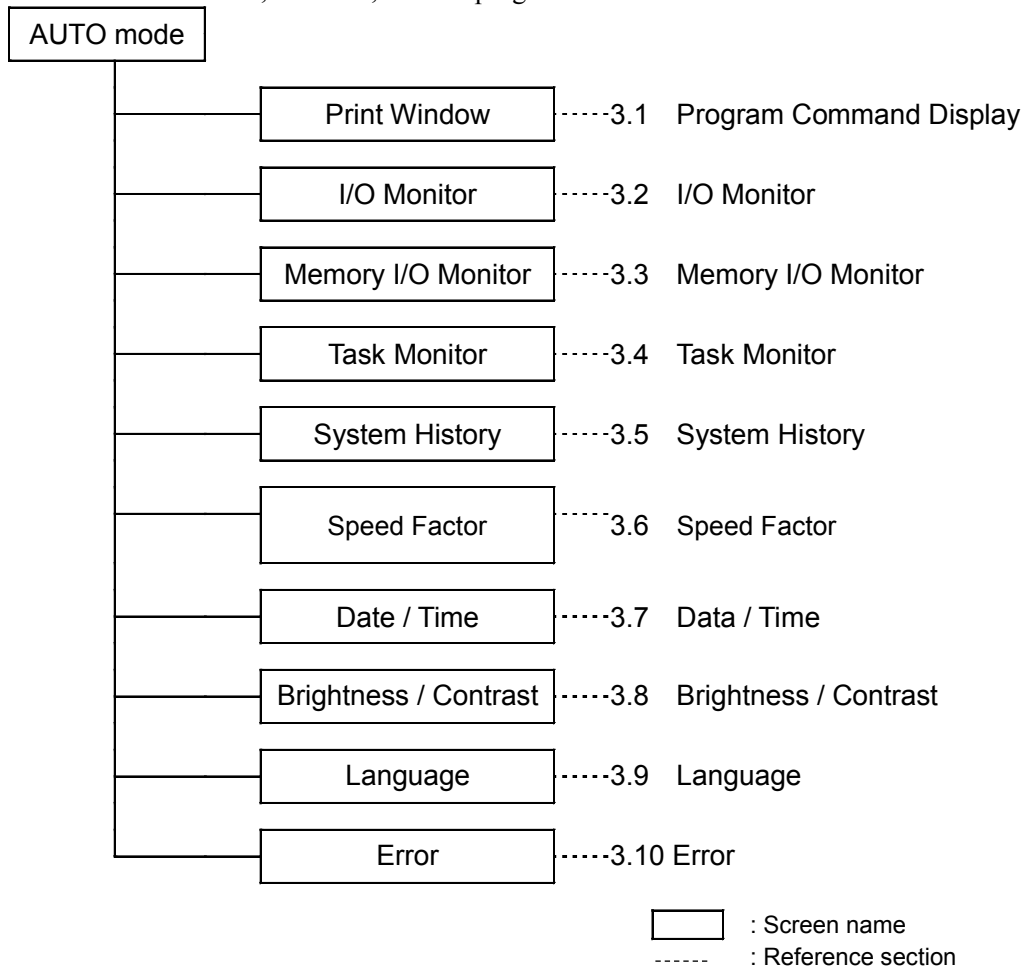 AUTO mode
Print Window 3.1 Program Command Display
I/O Monitor 3.2 I/O Monitor
Memory I/O Monitor 3.3 Memory I/O Monitor
Task Monitor 3.4 Task Monitor
System History 3.5 System History
Speed Factor 3.6 Speed Factor
Date / Time 3.7 Data / Time
Brightness / Contrast 3.8 Brightness / Contrast
Language 3.9 Language
Error 3.10 Error
: Screen name
: Reference section